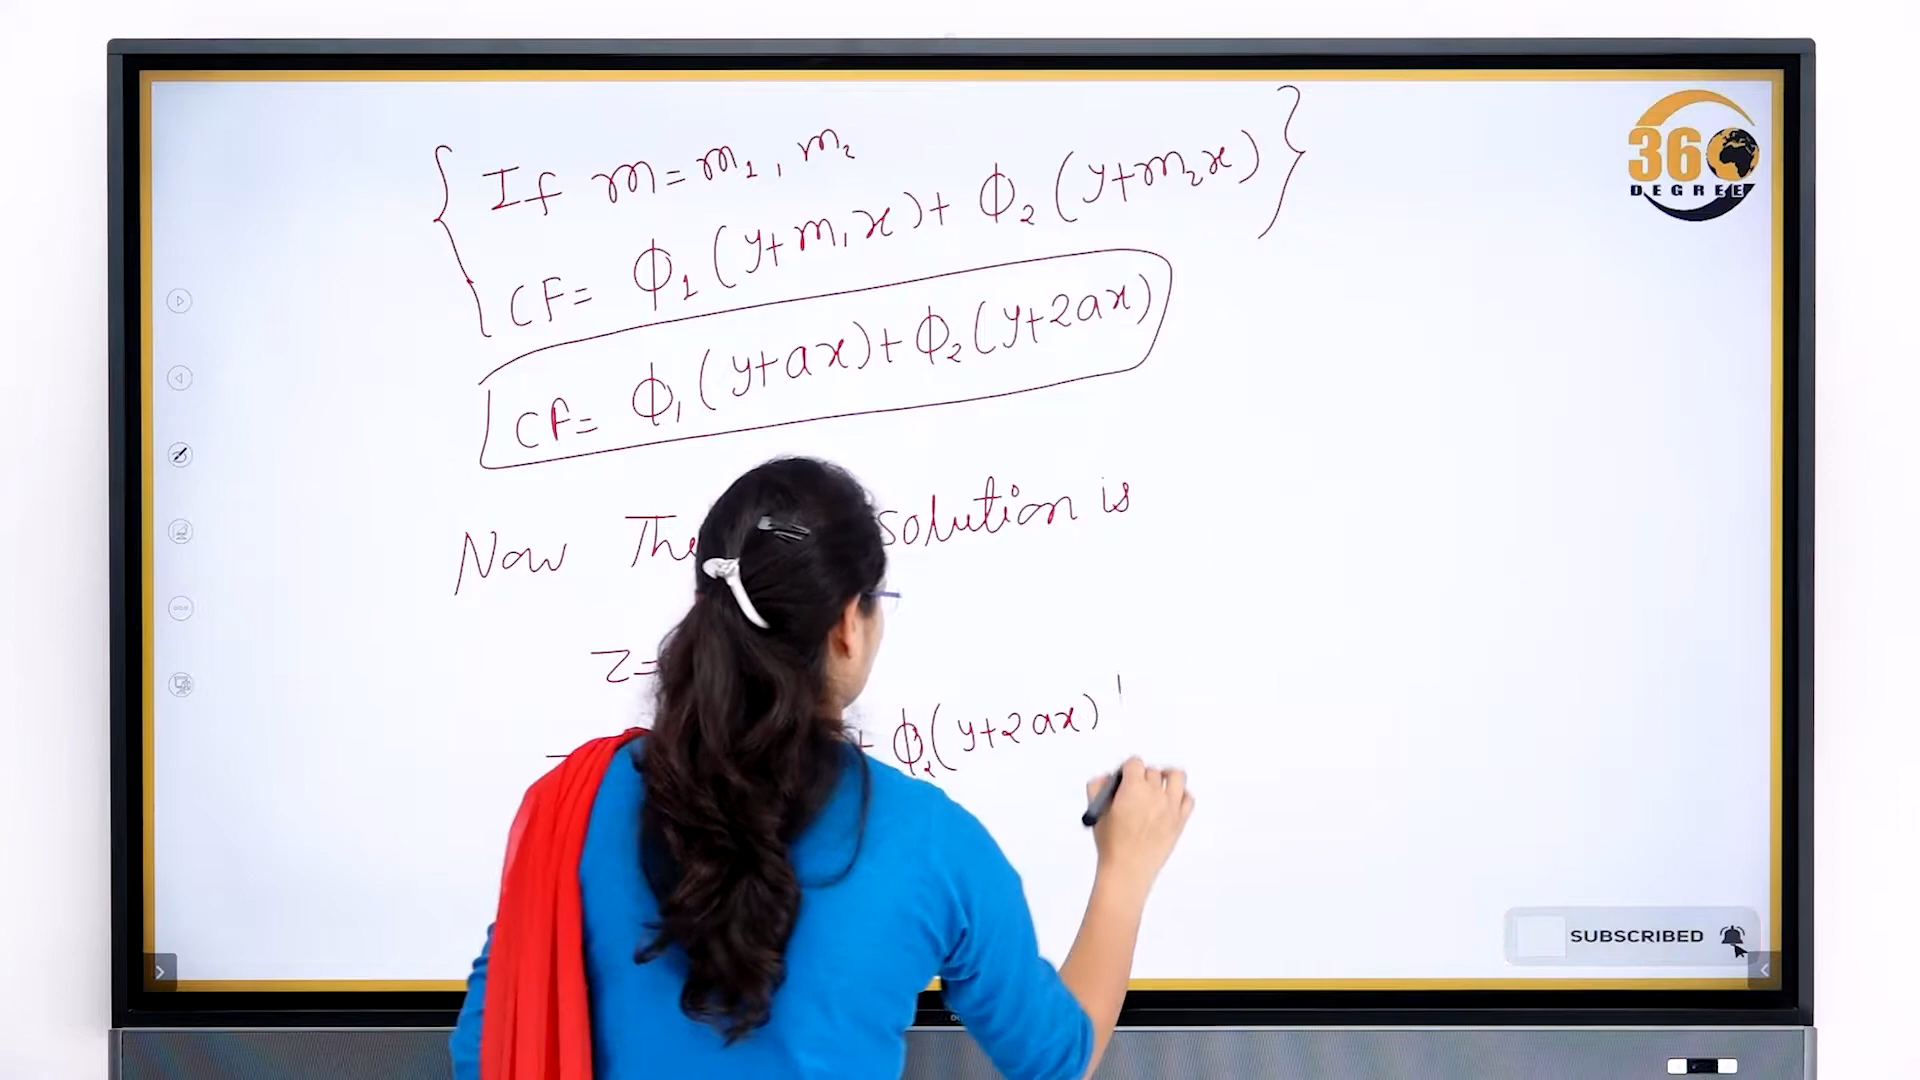 If m=m₁, m₂
CF= ϕ₁(y+m₁x)+ ϕ₂(y+m₂x)
CF= ϕ₁(y+ax)+ϕ₂(y+2ax)
Now The solution is
z=
+ ϕ₂(y+2ax)
360
DEGREE
SUBSCRIBED